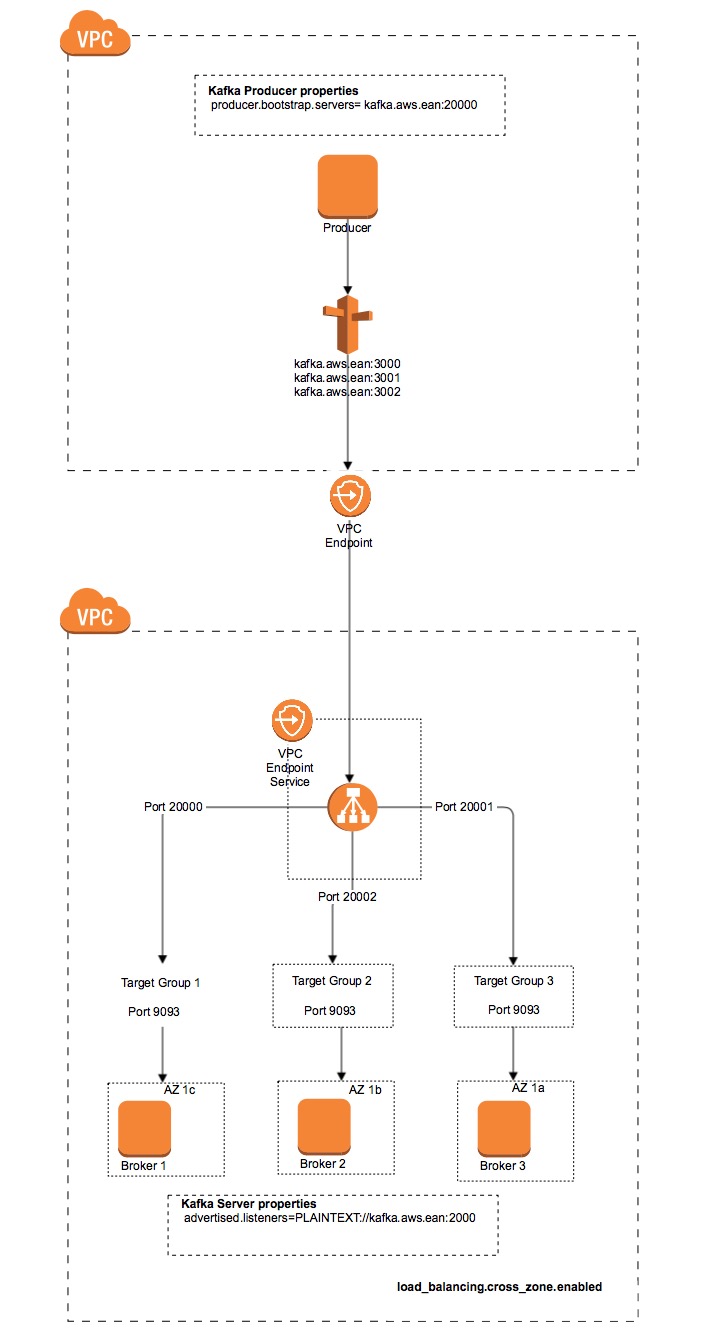 VPC
Kafka Producer properties
producer.bootstrap.servers= kafka.aws.ean:20000
Producer
kafka.aws.ean:3000
kafka.aws.ean:3001
kafka.aws.ean:3002
VPC
Endpoint
VPC
VPC
Endpoint
Service
Port 20000
Port 20001
Port 20002
Target Group 1
Port 9093
Target Group 2
Port 9093
Target Group 3
Port 9093
AZ 1c
Broker 1
AZ 1b
Broker 2
AZ 1a
Broker 3
Kafka Server properties
advertised.listeners=PLAINTEXT://kafka.aws.ean:2000
load_balancing.cross_zone.enabled